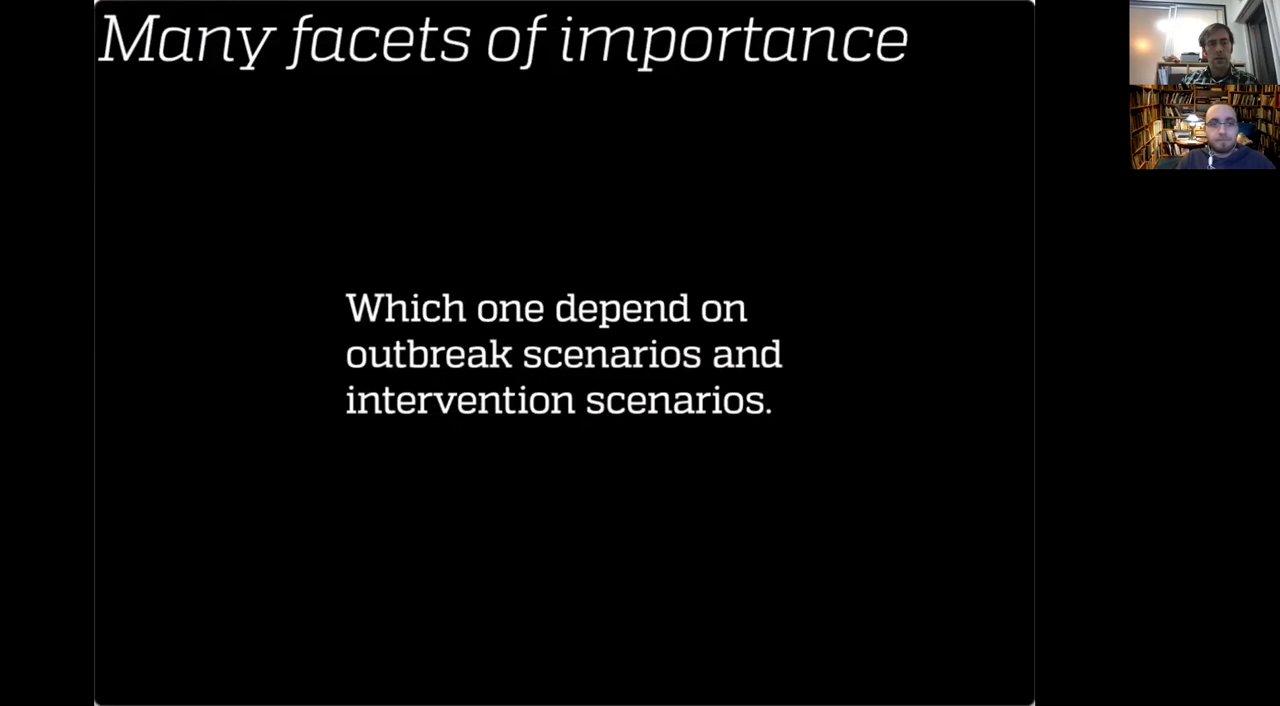 Many facets of importance
Which one depend on
outbreak scenarios and
intervention scenarios.